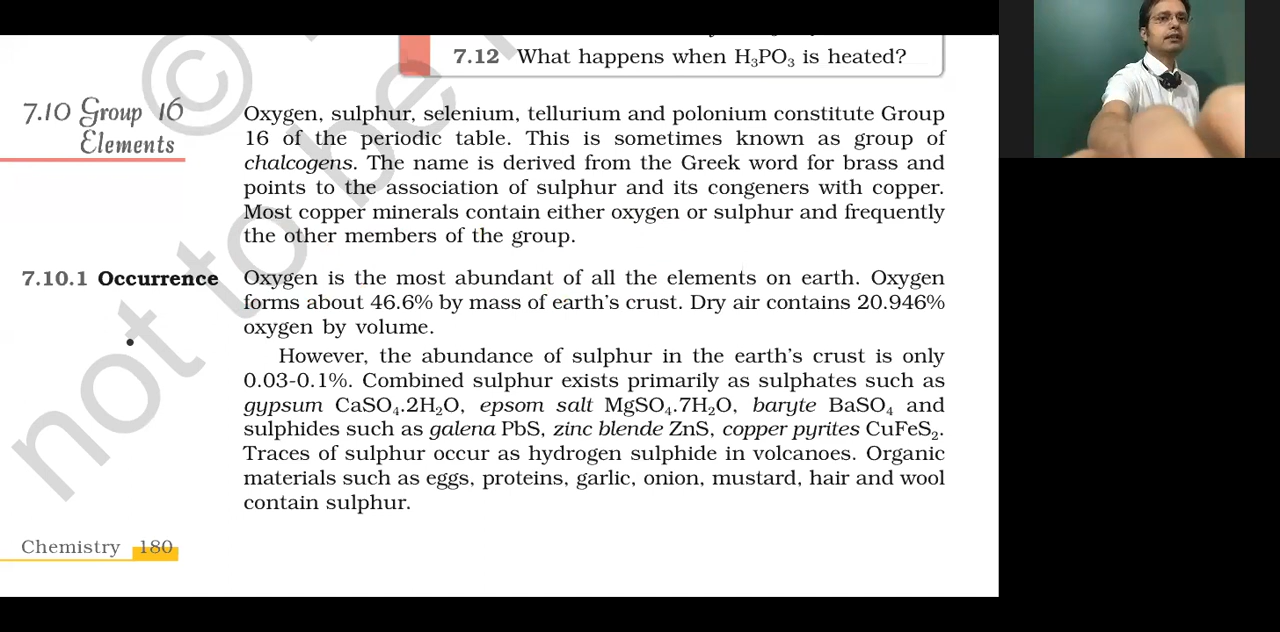 7.12 What happens when H₃PO₃ is heated?
7.10 Group 16
Elements
Oxygen, sulphur, selenium, tellurium and polonium constitute Group
16 of the periodic table. This is sometimes known as group of
chalcogens. The name is derived from the Greek word for brass and
points to the association of sulphur and its congeners with copper.
Most copper minerals contain either oxygen or sulphur and frequently
the other members of the group.
7.10.1 Occurrence
Oxygen is the most abundant of all the elements on earth. Oxygen
forms about 46.6% by mass of earth's crust. Dry air contains 20.946%
oxygen by volume.
However, the abundance of sulphur in the earth's crust is only
0.03-0.1%. Combined sulphur exists primarily as sulphates such as
gypsum CaSO₄.2H₂O, epsom salt MgSO₄.7H₂O, baryte BaSO₄ and
sulphides such as galena PbS, zinc blende ZnS, copper pyrites CuFeS₂.
Traces of sulphur occur as hydrogen sulphide in volcanoes. Organic
materials such as eggs, proteins, garlic, onion, mustard, hair and wool
contain sulphur.
Chemistry 180
©
not to be